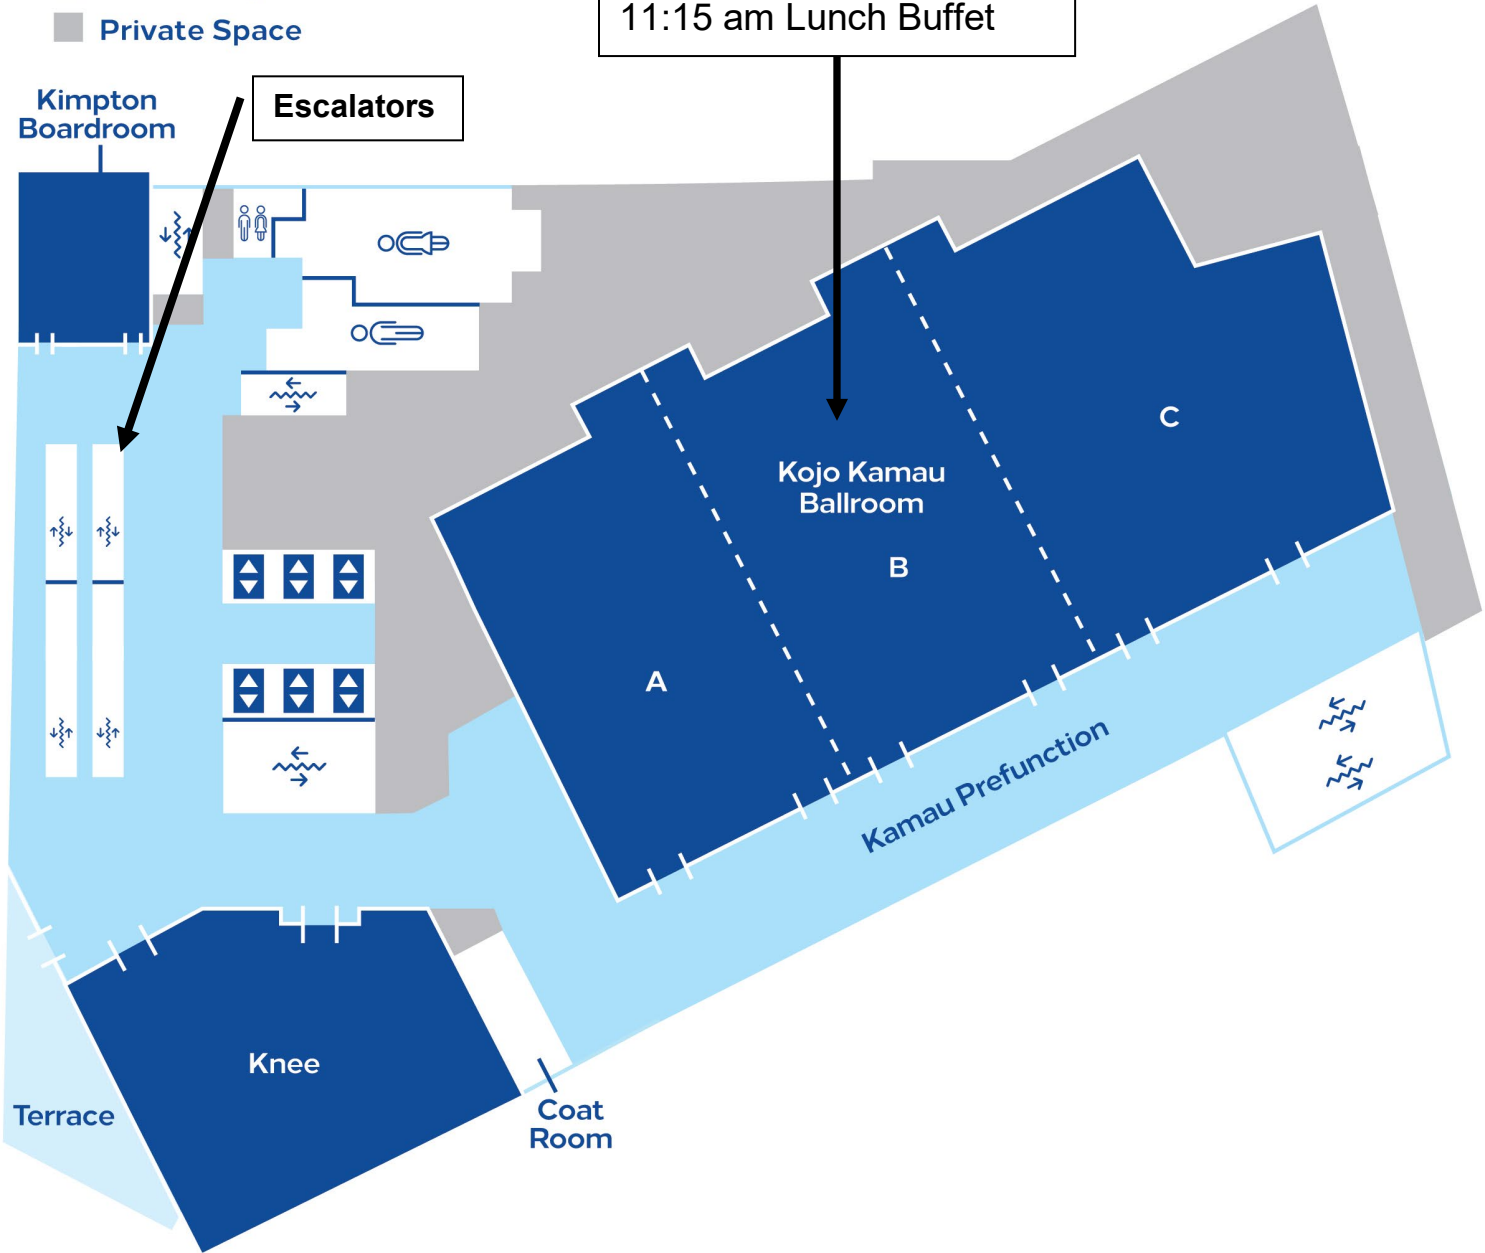 Private Space
11:15 am Lunch Buffet
Escalators
Kimpton
Boardroom
C
Kojo Kamau
Ballroom
B
A
Kamau Prefunction
Knee
Terrace
Coat
Room